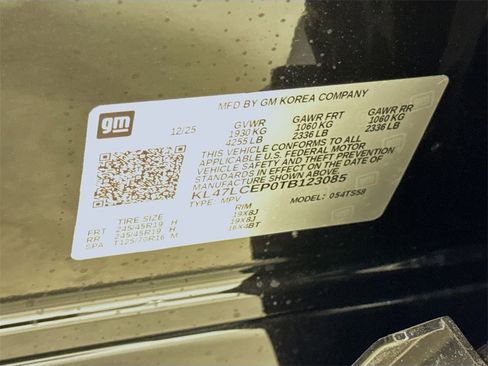 MFD BY GM KOREA COMPANY
gm
12/25 GVWR GAWR FRT GAWR RR
1930 KG 1060 KG 1060 KG
4255 LB 2336 LB 2336 LB
THIS VEHICLE CONFORMS TO ALL
APPLICABLE U.S. FEDERAL MOTOR
VEHICLE SAFETY AND THEFT PREVENTION
STANDARDS IN EFFECT ON THE DATE OF
MANUFACTURE SHOWN ABOVE.
KL47LCEP0TB123085
TYPE: MPV MODEL: 054TS58
TIRE SIZE RIM
FRT 245/45R19 H 19X8J
RR 245/45R19 H 19X8J
SPA T125/70R16 M 16X4BT